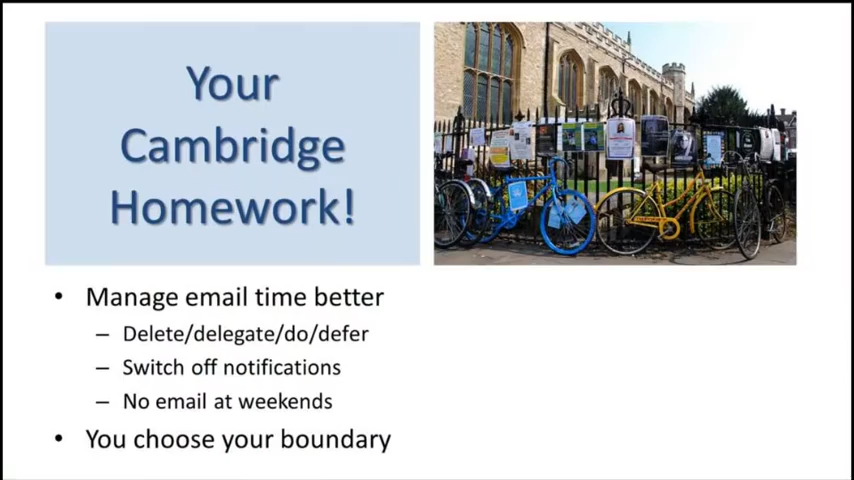 Your
Cambridge
Homework!
• Manage email time better
– Delete/delegate/do/defer
– Switch off notifications
– No email at weekends
• You choose your boundary